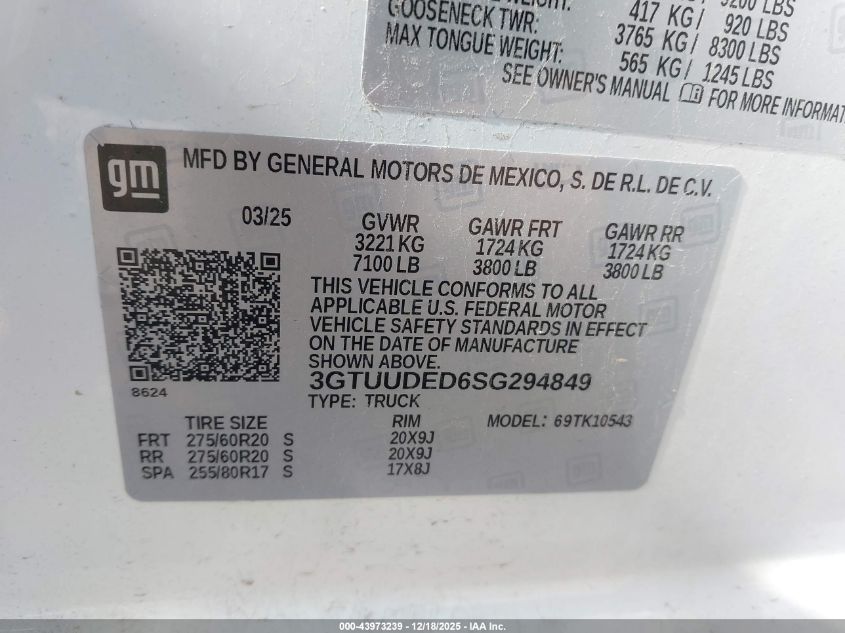 3200 LBS
417 KG/ 920 LBS
GOOSENECK TWR: 3765 KG/ 8300 LBS
MAX TONGUE WEIGHT: 565 KG/ 1245 LBS
SEE OWNER'S MANUAL FOR MORE INFORMAT
gm
MFD BY GENERAL MOTORS DE MEXICO, S. DE R.L. DE C.V.
03/25 GVWR GAWR FRT GAWR RR
3221 KG 1724 KG 1724 KG
7100 LB 3800 LB 3800 LB
THIS VEHICLE CONFORMS TO ALL
APPLICABLE U.S. FEDERAL MOTOR
VEHICLE SAFETY STANDARDS IN EFFECT
ON THE DATE OF MANUFACTURE
SHOWN ABOVE.
3GTUUDED6SG294849
8624
TYPE: TRUCK
TIRE SIZE RIM MODEL: 69TK10543
FRT 275/60R20 S 20X9J
RR 275/60R20 S 20X9J
SPA 255/80R17 S 17X8J
000-43973239 - 12/18/2025 - IAA Inc.